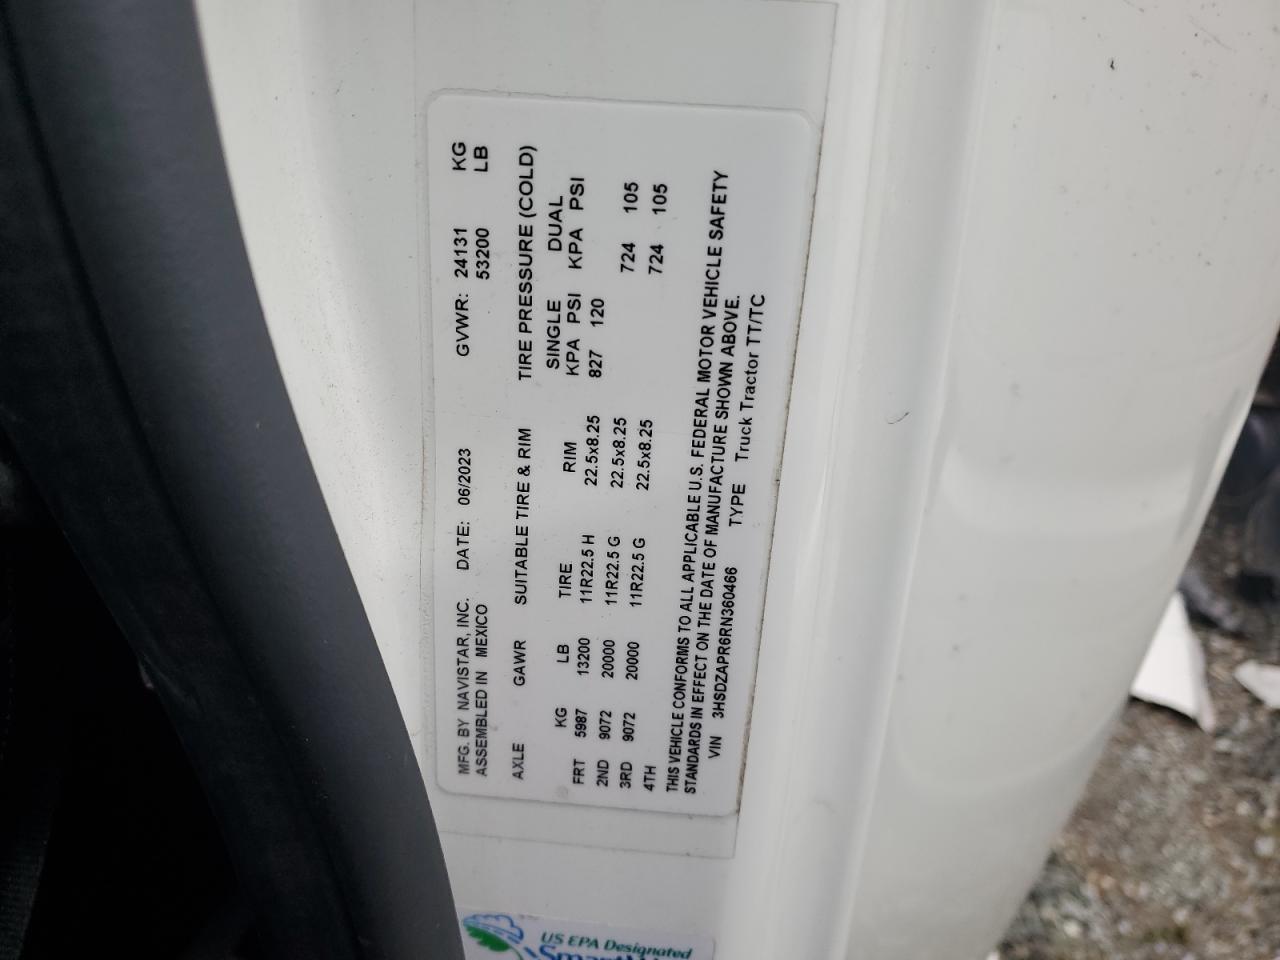 MFG. BY NAVISTAR, INC. DATE: 06/2023 GVWR: 24131 KG
ASSEMBLED IN MEXICO 53200 LB
AXLE GAWR SUITABLE TIRE & RIM TIRE PRESSURE (COLD)
SINGLE DUAL
KG LB TIRE RIM KPA PSI KPA PSI
FRT 5987 13200 11R22.5 H 22.5x8.25 827 120
2ND 9072 20000 11R22.5 G 22.5x8.25 724 105
3RD 9072 20000 11R22.5 G 22.5x8.25 724 105
4TH
THIS VEHICLE CONFORMS TO ALL APPLICABLE U.S. FEDERAL MOTOR VEHICLE SAFETY
STANDARDS IN EFFECT ON THE DATE OF MANUFACTURE SHOWN ABOVE.
VIN 3HSDZAPR6RN360466 TYPE Truck Tractor TT/TC
US EPA Designated